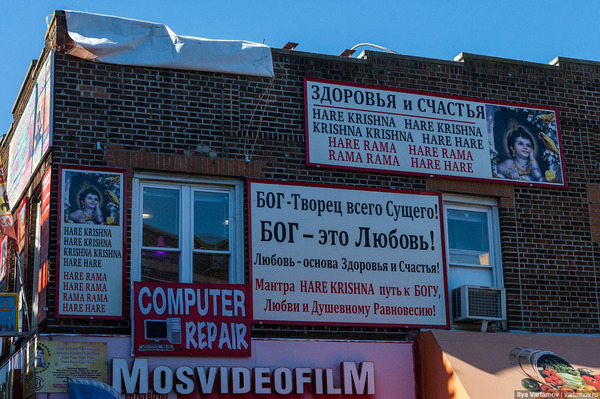 ЗДОРОВЬЯ и СЧАСТЬЯ
HARE KRISHNA HARE KRISHNA
KRISHNA KRISHNA HARE HARE
HARE RAMA HARE RAMA
RAMA RAMA HARE HARE
HARE KRISHNA
HARE KRISHNA
KRISHNA KRISHNA
HARE HARE
HARE RAMA
HARE RAMA
RAMA RAMA
HARE HARE
БОГ -Творец всего Сущего!
БОГ – это Любовь!
Любовь - основа Здоровья и Счастья!
Мантра HARE KRISHNA путь к БОГУ,
Любви и Душевному Равновесию!
COMPUTER
REPAIR
MOSVIDEOFILM
Ilya Varlamov | varlamov.ru